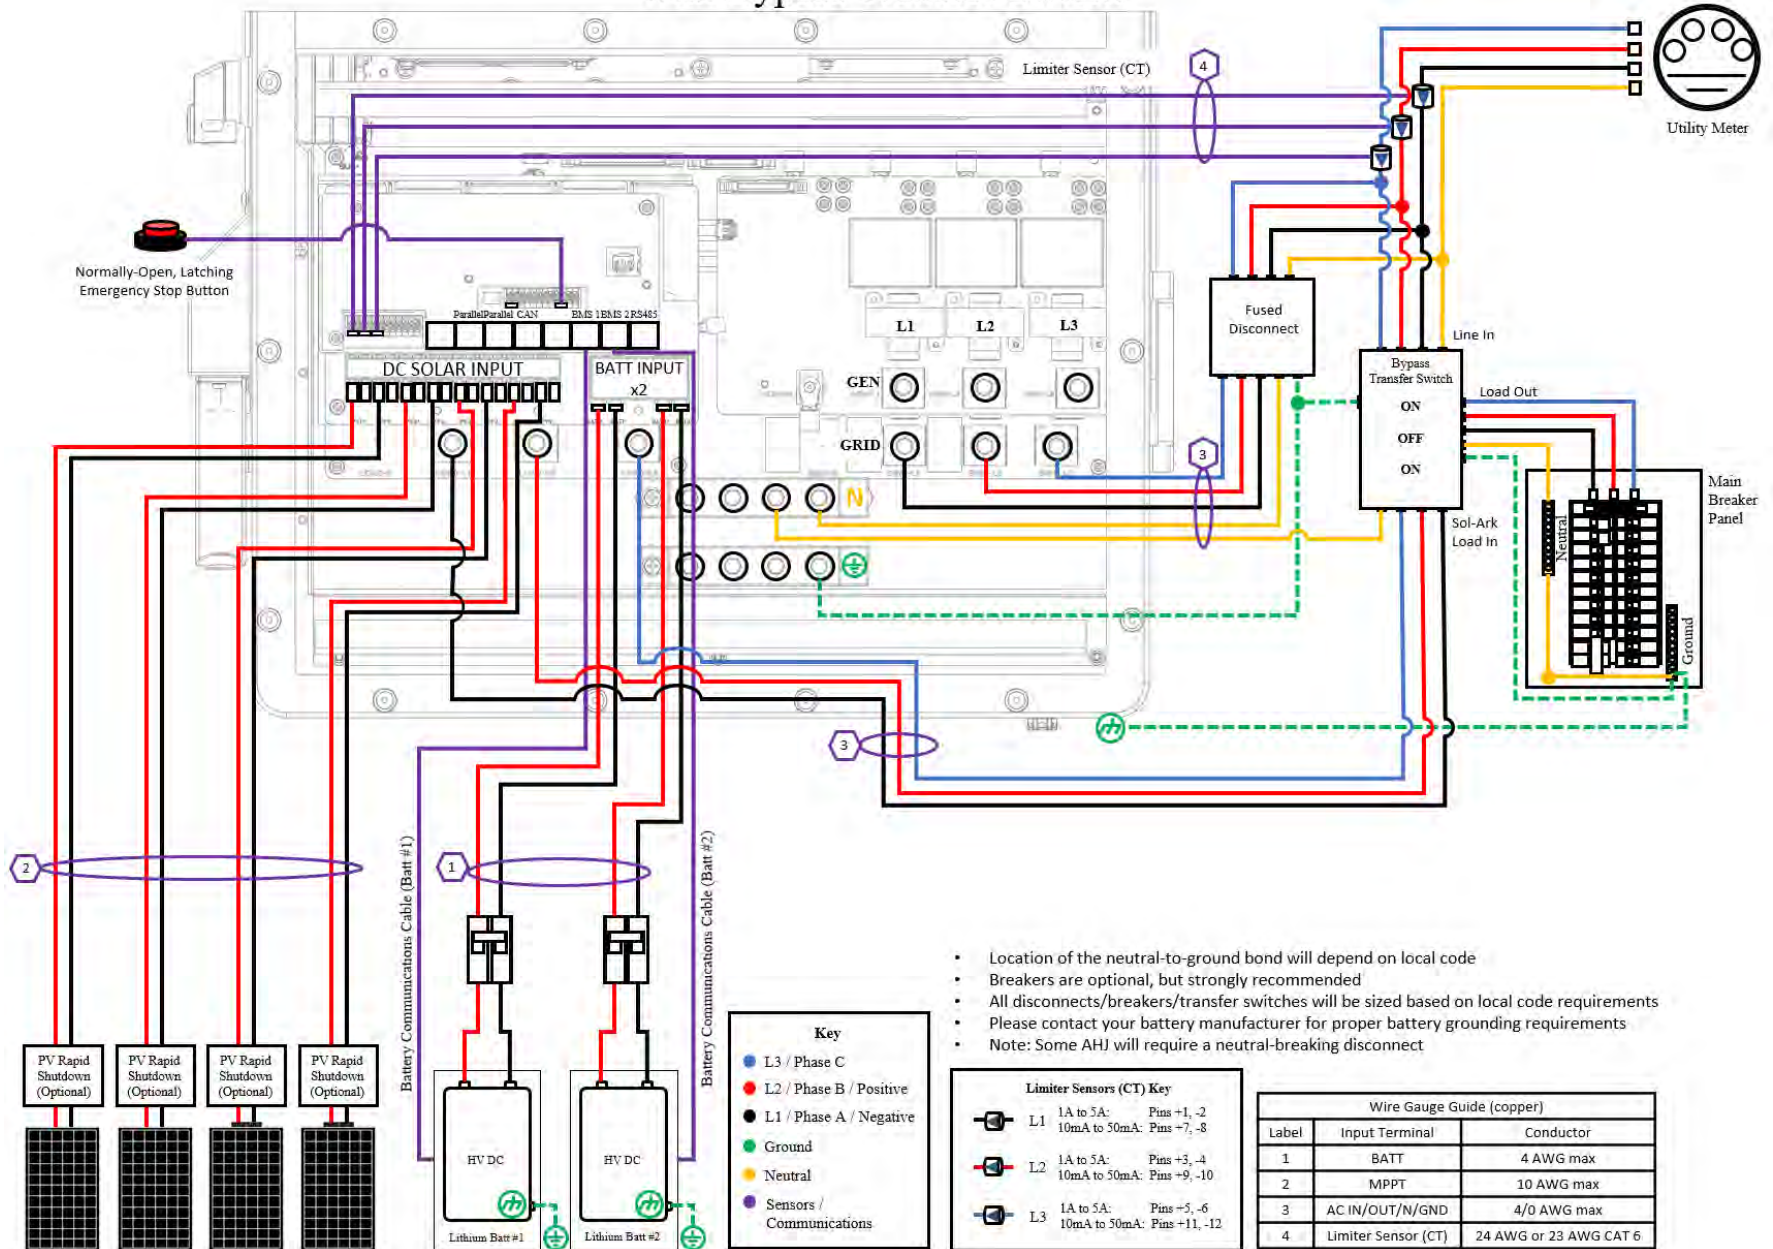 Limiter Sensor (CT)
4
Utility Meter
Normally-Open, Latching
Emergency Stop Button
Parallel Parallel CAN BMS 1 BMS 2 RS485
DC SOLAR INPUT
BATT INPUT
x2
L1 L2 L3
GEN
GRID
N
Fused
Disconnect
Line In
Bypass
Transfer Switch
ON
OFF
ON
Load Out
Sol-Ark
Load In
3
Main
Breaker
Panel
Neutral
Ground
3
2
1
Battery Communications Cable (Batt #1)
Battery Communications Cable (Batt #2)
PV Rapid
Shutdown
(Optional)
PV Rapid
Shutdown
(Optional)
PV Rapid
Shutdown
(Optional)
PV Rapid
Shutdown
(Optional)
HV DC
Lithium Batt #1
HV DC
Lithium Batt #2
Key
L3 / Phase C
L2 / Phase B / Positive
L1 / Phase A / Negative
Ground
Neutral
Sensors /
Communications
• Location of the neutral-to-ground bond will depend on local code
• Breakers are optional, but strongly recommended
• All disconnects/breakers/transfer switches will be sized based on local code requirements
• Please contact your battery manufacturer for proper battery grounding requirements
• Note: Some AHJ will require a neutral-breaking disconnect
Limiter Sensors (CT) Key
L1 1A to 5A: Pins +1, -2
10mA to 50mA: Pins +7, -8
L2 1A to 5A: Pins +3, -4
10mA to 50mA: Pins +9, -10
L3 1A to 5A: Pins +5, -6
10mA to 50mA: Pins +11, -12
Wire Gauge Guide (copper)
Label Input Terminal Conductor
1 BATT 4 AWG max
2 MPPT 10 AWG max
3 AC IN/OUT/N/GND 4/0 AWG max
4 Limiter Sensor (CT) 24 AWG or 23 AWG CAT 6